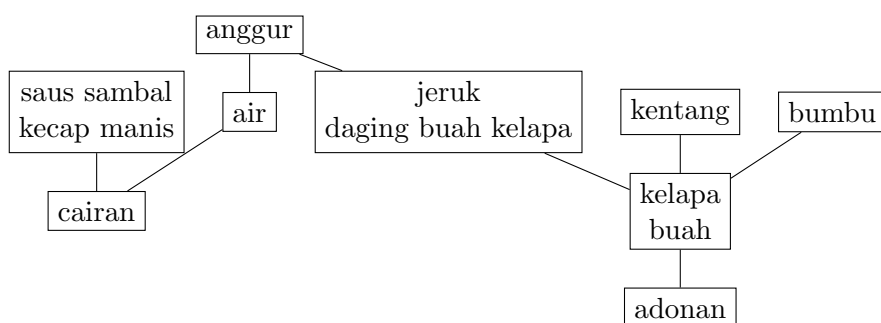 anggur
saus sambal
kecap manis
air
jeruk
daging buah kelapa
kentang
bumbu
cairan
kelapa
buah
adonan